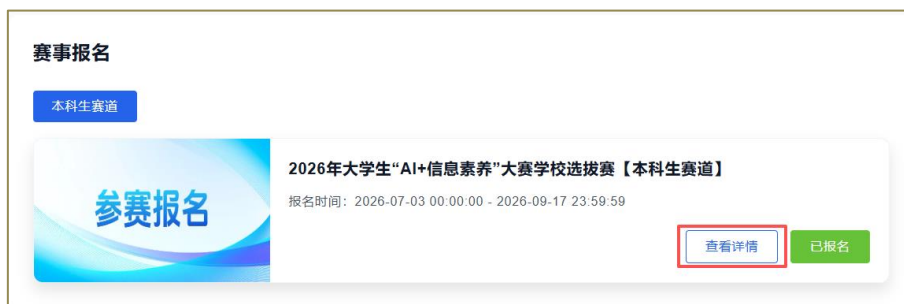 赛事报名
本科生赛道
参赛报名
2026年大学生“AI+信息素养”大赛学校选拔赛【本科生赛道】
报名时间：2026-07-03 00:00:00 - 2026-09-17 23:59:59
查看详情
已报名